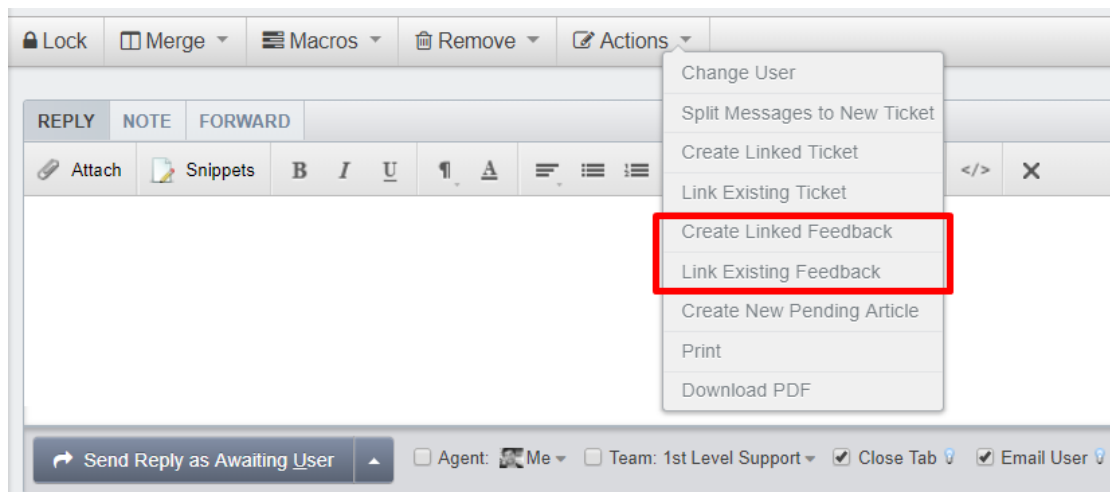 Lock Merge Macros Remove Actions
Change User
Split Messages to New Ticket
Create Linked Ticket
Link Existing Ticket
Create Linked Feedback
Link Existing Feedback
Create New Pending Article
Print
Download PDF
REPLY NOTE FORWARD
Attach Snippets B I U ¶ A </> X
Send Reply as Awaiting User Agent: Me Team: 1st Level Support Close Tab Email User